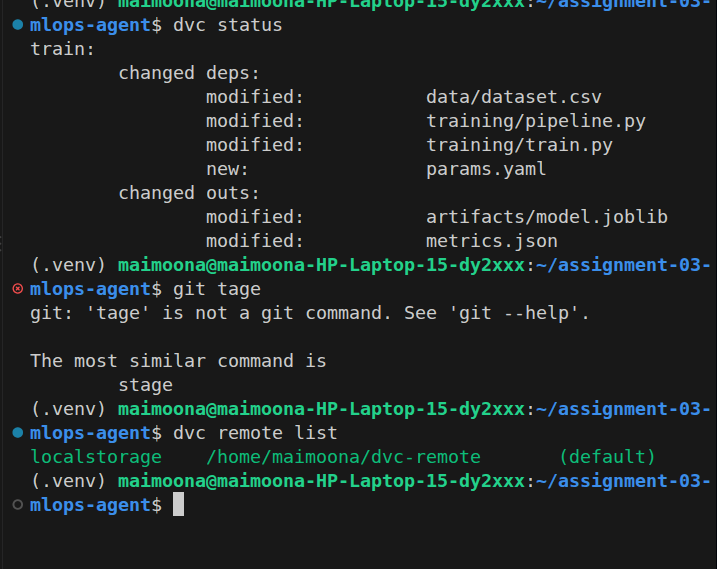 (.venv) maimoona@maimoona-HP-Laptop-15-dy2xxx:~/assignment-03-
mlops-agent$ dvc status
train:
changed deps:
modified: data/dataset.csv
modified: training/pipeline.py
modified: training/train.py
new: params.yaml
changed outs:
modified: artifacts/model.joblib
modified: metrics.json
(.venv) maimoona@maimoona-HP-Laptop-15-dy2xxx:~/assignment-03-
mlops-agent$ git tage
git: 'tage' is not a git command. See 'git --help'.
The most similar command is
stage
(.venv) maimoona@maimoona-HP-Laptop-15-dy2xxx:~/assignment-03-
mlops-agent$ dvc remote list
localstorage /home/maimoona/dvc-remote (default)
(.venv) maimoona@maimoona-HP-Laptop-15-dy2xxx:~/assignment-03-
mlops-agent$